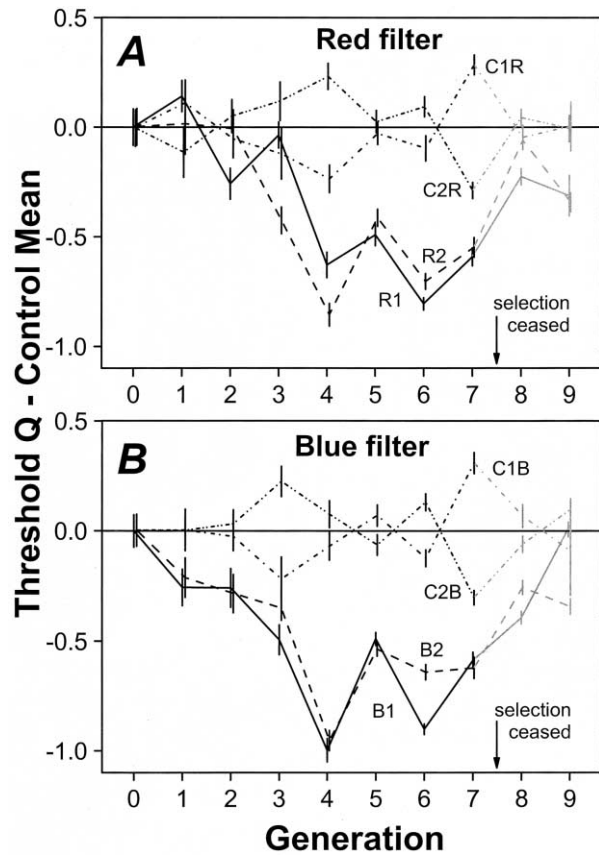 Threshold Q - Control Mean
A
Red filter
0.5
0.0
-0.5
-1.0
C1R
C2R
R2
R1
selection
ceased
0 1 2 3 4 5 6 7 8 9
B
Blue filter
0.5
0.0
-0.5
-1.0
C1B
C2B
B2
B1
selection
ceased
0 1 2 3 4 5 6 7 8 9
Generation